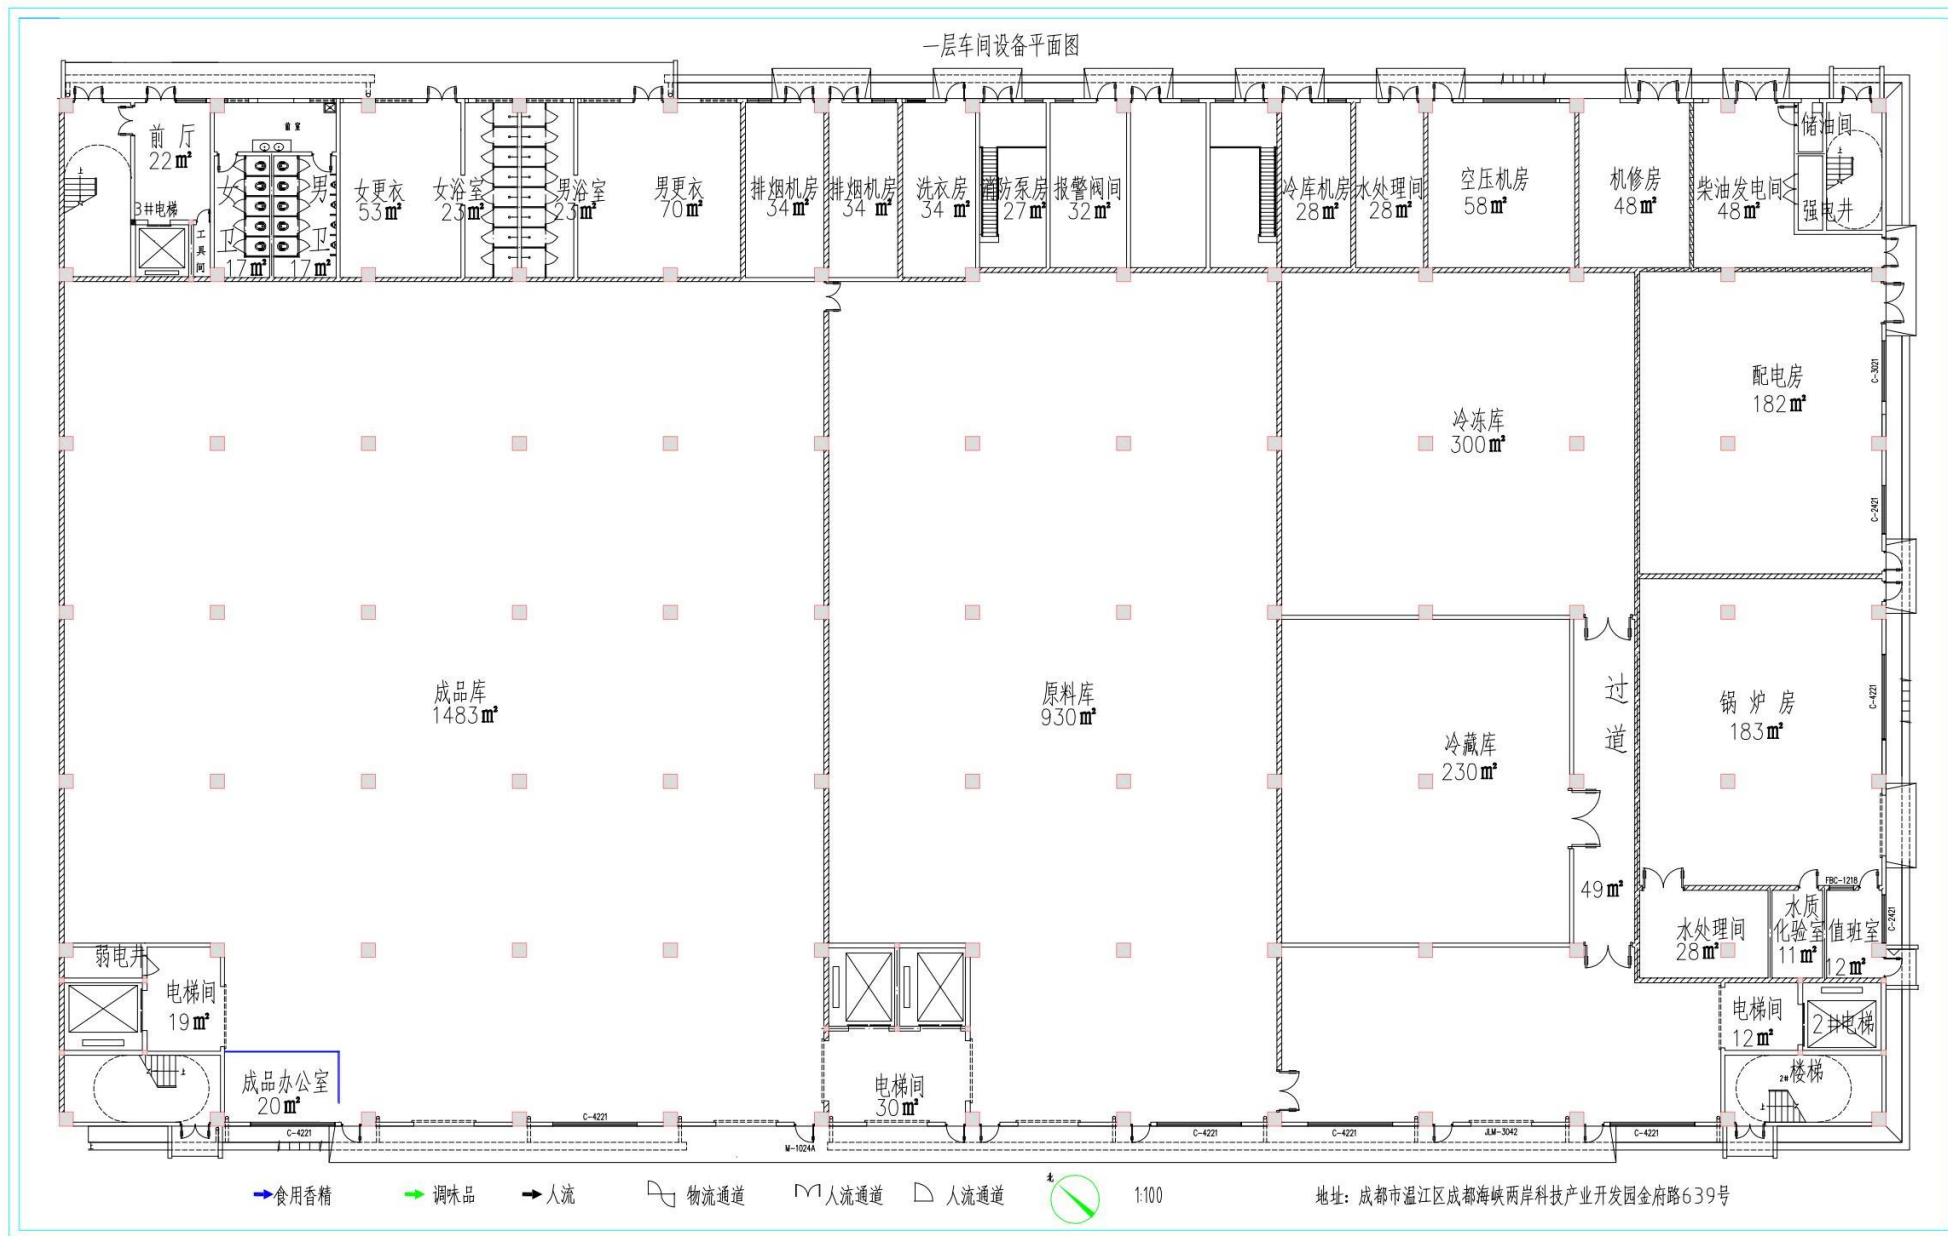 一层车间设备平面图
前厅
22m²
3#电梯
工具间
前室
女卫
17m²
男卫
17m²
女更衣
53m²
女浴室
23m²
男浴室
23m²
男更衣
70m²
排烟机房
34m²
排烟机房
34m²
洗衣房
34m²
消防泵房
27m²
报警阀间
32m²
冷库机房
28m²
水处理间
28m²
空压机房
58m²
机修房
48m²
柴油发电间
48m²
储油间
强电井
上
上
配电房
182m²
C-3021
C-2421
冷冻库
300m²
成品库
1483m²
原料库
930m²
冷藏库
230m²
过道
49m²
锅炉房
183m²
C-4221
FBC-1218
C-2421
水处理间
28m²
水质
化验室
11m²
值班室
12m²
弱电井
电梯间
19m²
上
成品办公室
20m²
电梯间
30m²
电梯间
12m²
2#电梯
2#楼梯
上
C-4221
C-4221
M-1024A
C-4221
C-4221
JLM-3042
C-4221
食用香精
调味品
人流
物流通道
人流通道
人流通道
北
1:100
地址：成都市温江区成都海峡两岸科技产业开发园金府路639号